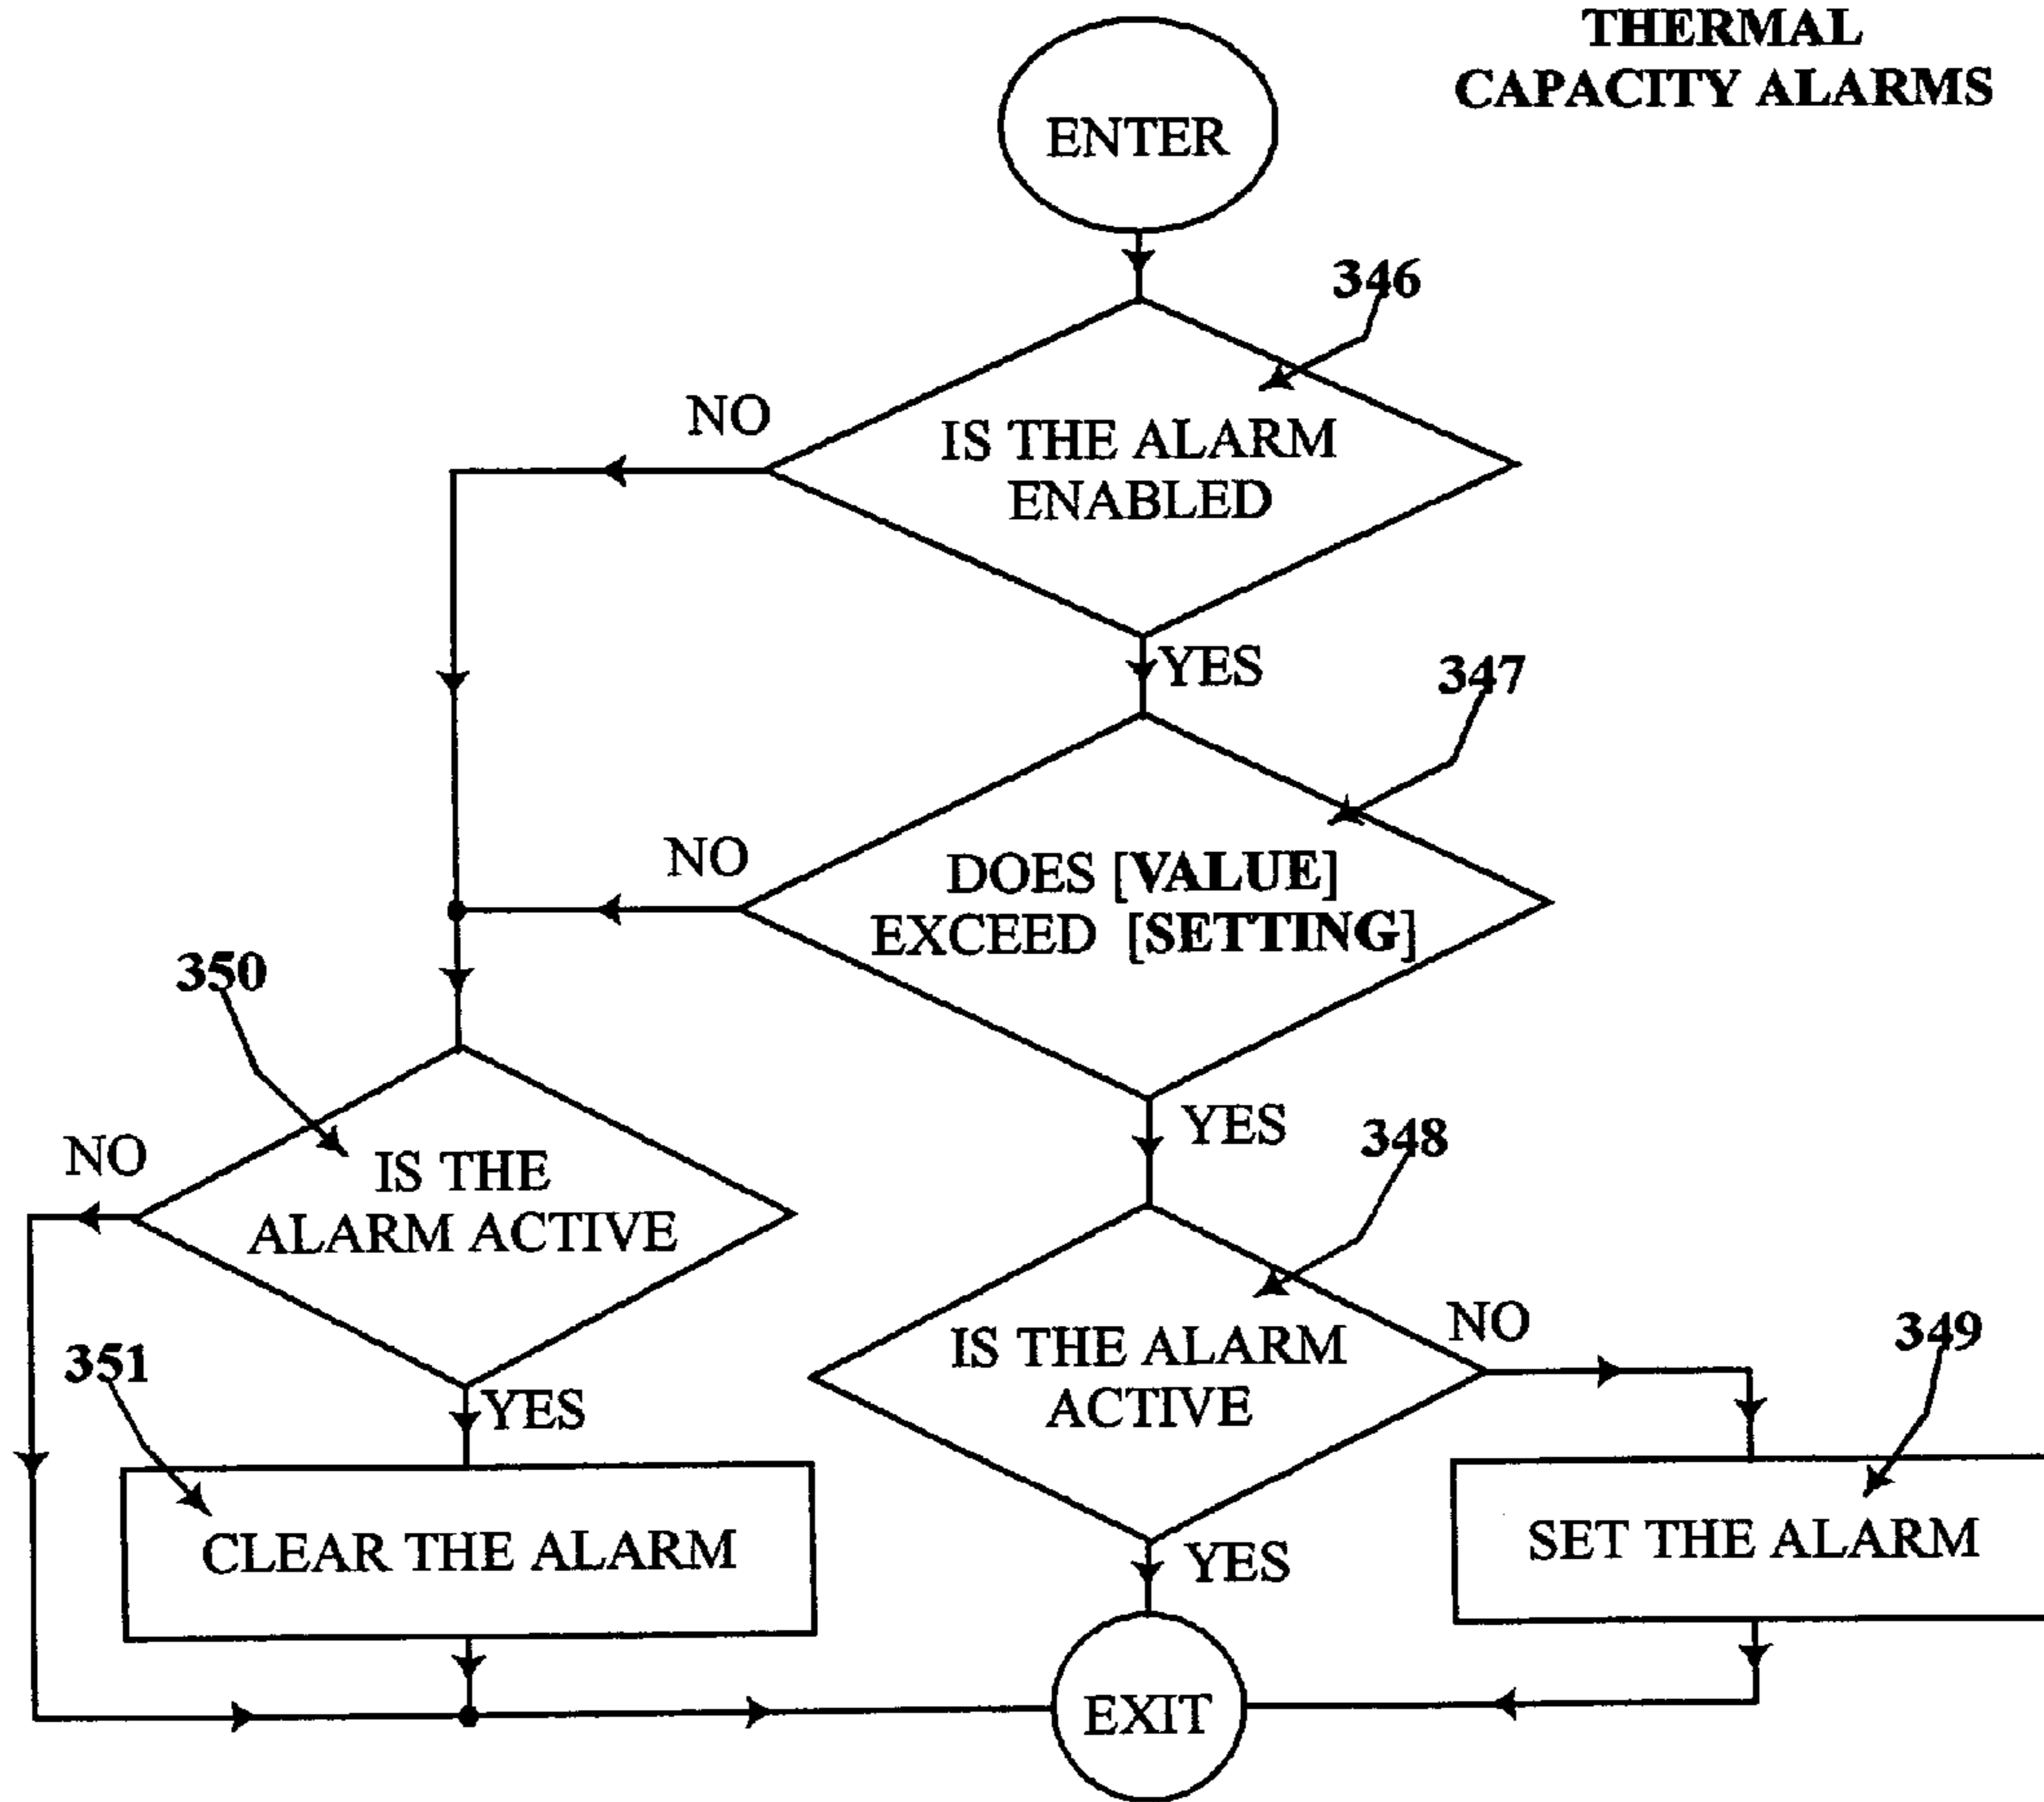 THERMAL
CAPACITY ALARMS
ENTER
346
NO
IS THE ALARM
ENABLED
YES
347
NO
DOES [VALUE]
EXCEED [SETTING]
350
YES
348
NO
IS THE
ALARM ACTIVE
NO
349
351
IS THE ALARM
ACTIVE
YES
CLEAR THE ALARM
YES
SET THE ALARM
EXIT